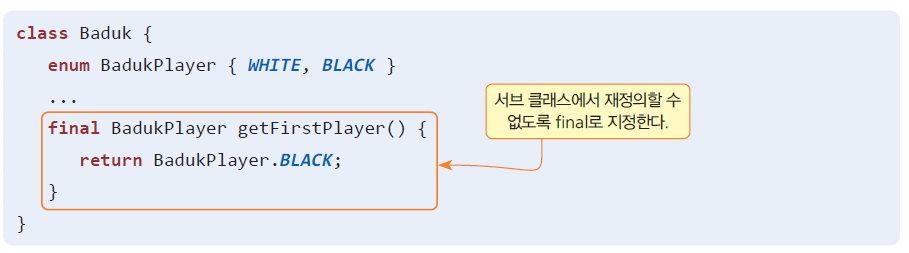 class Baduk {
enum BadukPlayer { WHITE, BLACK }
...
final BadukPlayer getFirstPlayer() {
return BadukPlayer.BLACK;
}
}
서브 클래스에서 재정의할 수
없도록 final로 지정한다.